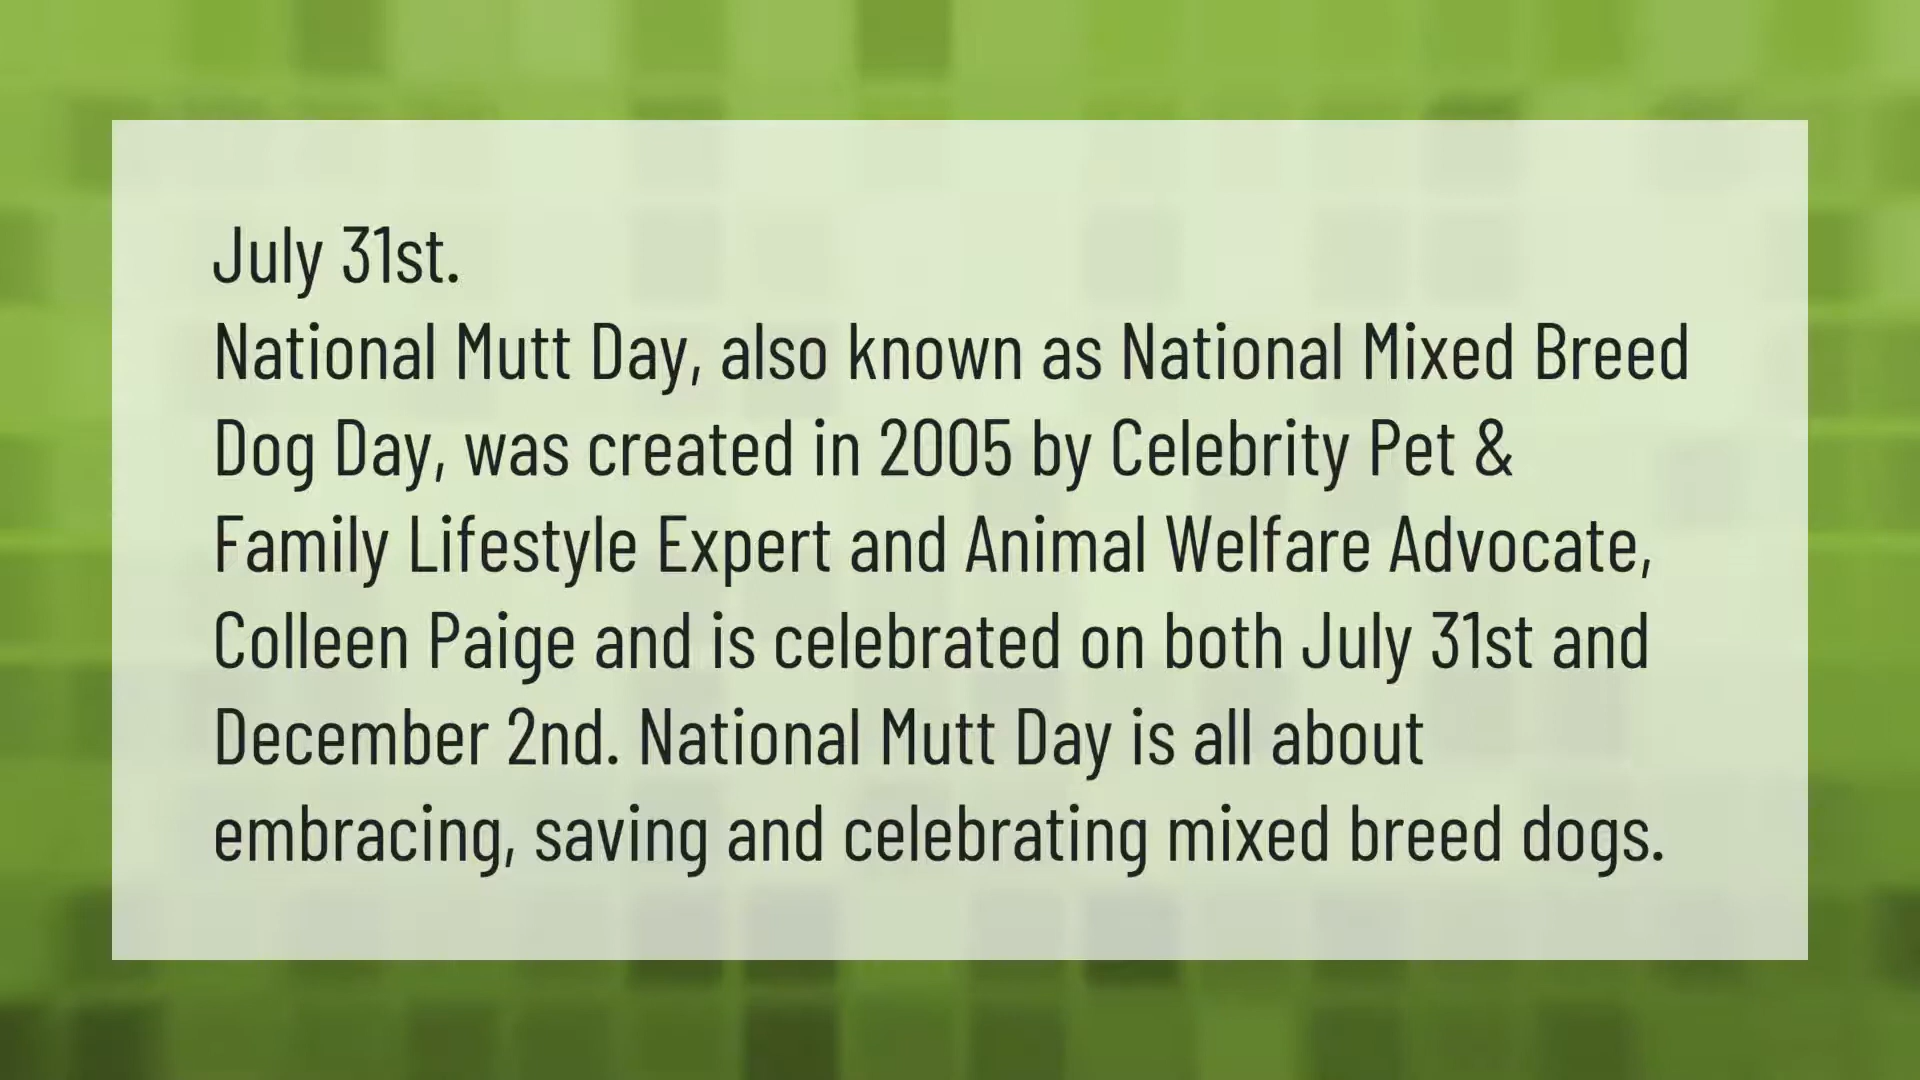 July 31st.
National Mutt Day, also known as National Mixed Breed
Dog Day, was created in 2005 by Celebrity Pet &
Family Lifestyle Expert and Animal Welfare Advocate,
Colleen Paige and is celebrated on both July 31st and
December 2nd. National Mutt Day is all about
embracing, saving and celebrating mixed breed dogs.